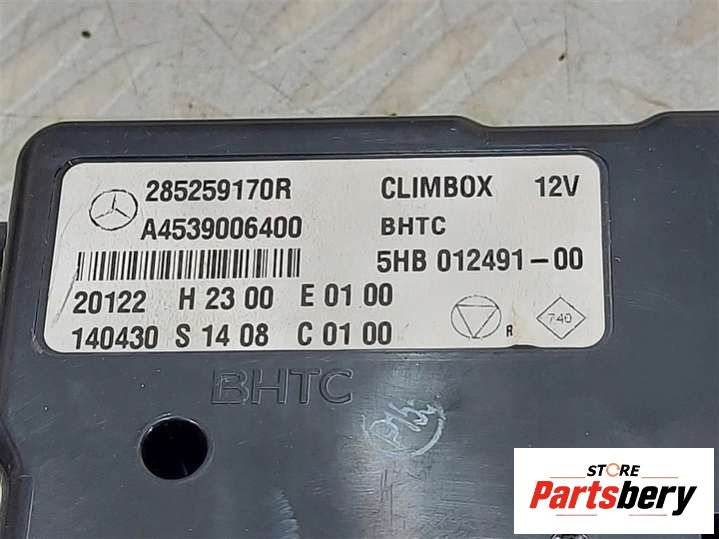 285259170R CLIMBOX 12V
A4539006400 BHTC
5HB 012491-00
20122 H 23 00 E 01 00
140430 S 14 08 C 01 00
R
740
BHTC
STORE
Partsbery